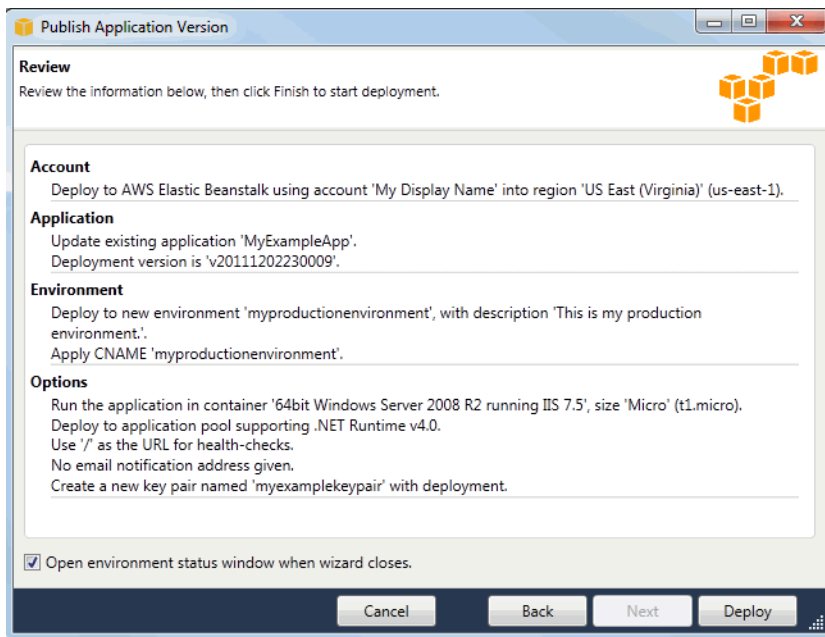 Publish Application Version
Review
Review the information below, then click Finish to start deployment.
Account
Deploy to AWS Elastic Beanstalk using account 'My Display Name' into region 'US East (Virginia)' (us-east-1).
Application
Update existing application 'MyExampleApp'.
Deployment version is 'v20111202230009'.
Environment
Deploy to new environment 'myproductionenvironment', with description 'This is my production
environment.'.
Apply CNAME 'myproductionenvironment'.
Options
Run the application in container '64bit Windows Server 2008 R2 running IIS 7.5', size 'Micro' (t1.micro).
Deploy to application pool supporting .NET Runtime v4.0.
Use '/' as the URL for health-checks.
No email notification address given.
Create a new key pair named 'myexamplekeypair' with deployment.
Open environment status window when wizard closes.
Cancel
Back
Next
Deploy